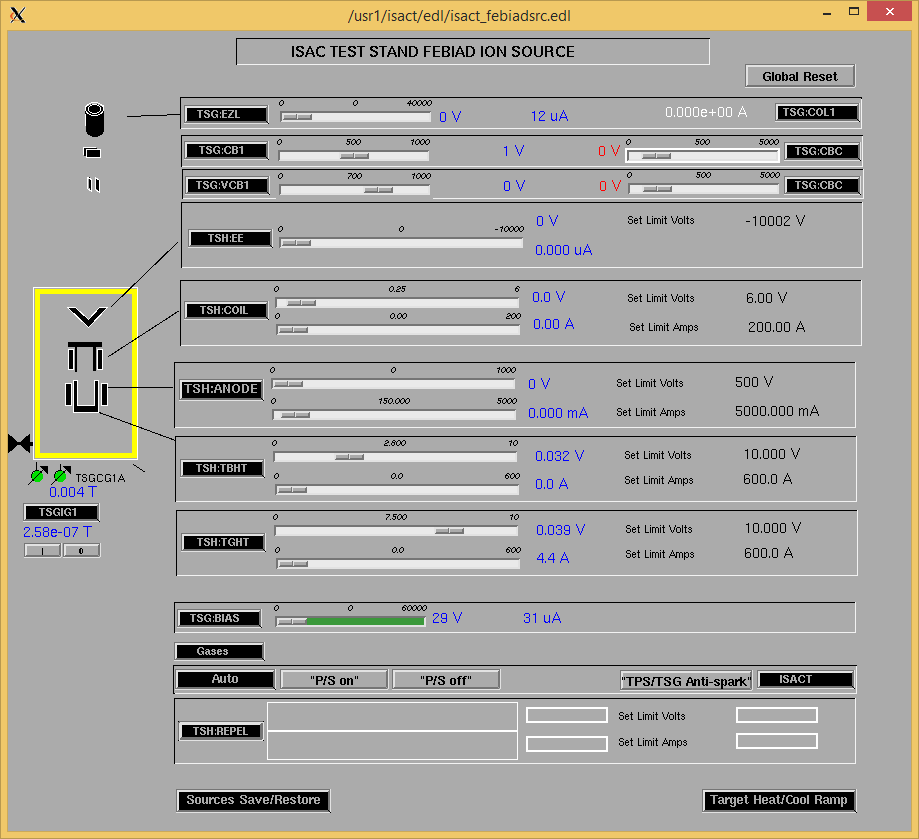 /usr1/isact/edl/isact_febiadsrc.edl
ISAC TEST STAND FEBIAD ION SOURCE
Global Reset
TSG:EZL 0 0 40000 0 V 12 uA 0.000e+00 A TSG:COL1
TSG:CB1 0 500 1000 1 V 0 V 0 500 5000 TSG:CBC
TSG:VCB1 0 700 1000 0 V 0 V 0 500 5000 TSG:CBC
TSH:EE 0 0 -10000 0 V Set Limit Volts -10002 V
0.000 uA
TSH:COIL 0 0.25 6 0.0 V Set Limit Volts 6.00 V
0 0.00 200 0.00 A Set Limit Amps 200.00 A
TSH:ANODE 0 0 1000 0 V Set Limit Volts 500 V
0 150.000 5000 0.000 mA Set Limit Amps 5000.000 mA
TSH:TBHT 0 2.800 10 0.032 V Set Limit Volts 10.000 V
0 0.0 600 0.0 A Set Limit Amps 600.0 A
TSGCG1A
0.004 T
TSGIG1
2.58e-07 T
I 0
TSH:TGHT 0 7.500 10 0.039 V Set Limit Volts 10.000 V
0 0.0 600 4.4 A Set Limit Amps 600.0 A
TSG:BIAS 0 0 60000 29 V 31 uA
Gases
Auto "P/S on" "P/S off" "TPS/TSG Anti-spark" ISACT
TSH:REPEL Set Limit Volts
Set Limit Amps
Sources Save/Restore Target Heat/Cool Ramp